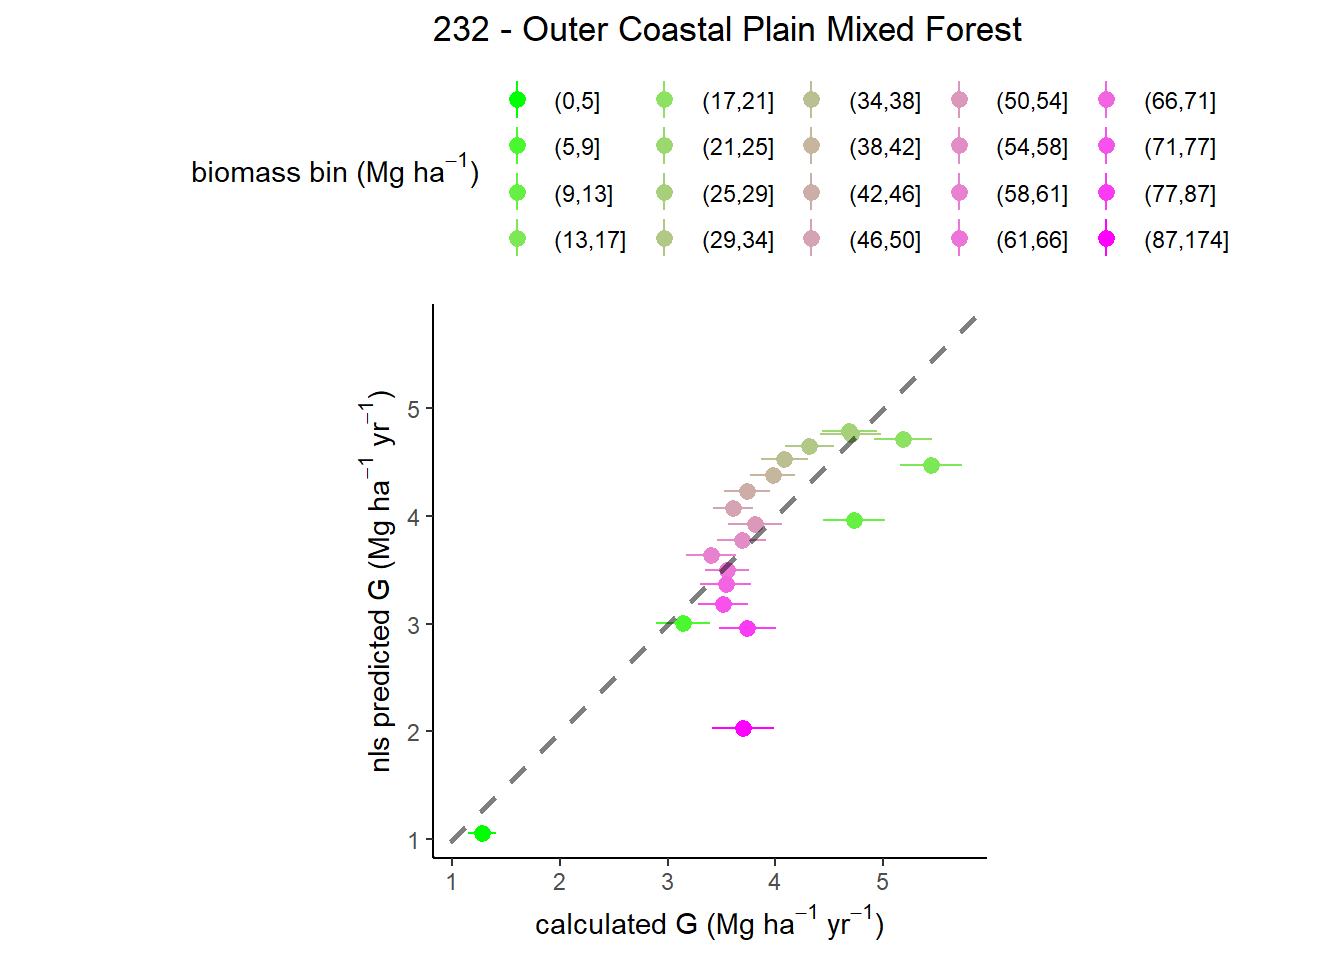 232 - Outer Coastal Plain Mixed Forest
biomass bin (Mg ha⁻¹)
(0,5] (17,21] (34,38] (50,54] (66,71]
(5,9] (21,25] (38,42] (54,58] (71,77]
(9,13] (25,29] (42,46] (58,61] (77,87]
(13,17] (29,34] (46,50] (61,66] (87,174]
nls predicted G (Mg ha⁻¹ yr⁻¹)
5
4
3
2
1
1 2 3 4 5
calculated G (Mg ha⁻¹ yr⁻¹)